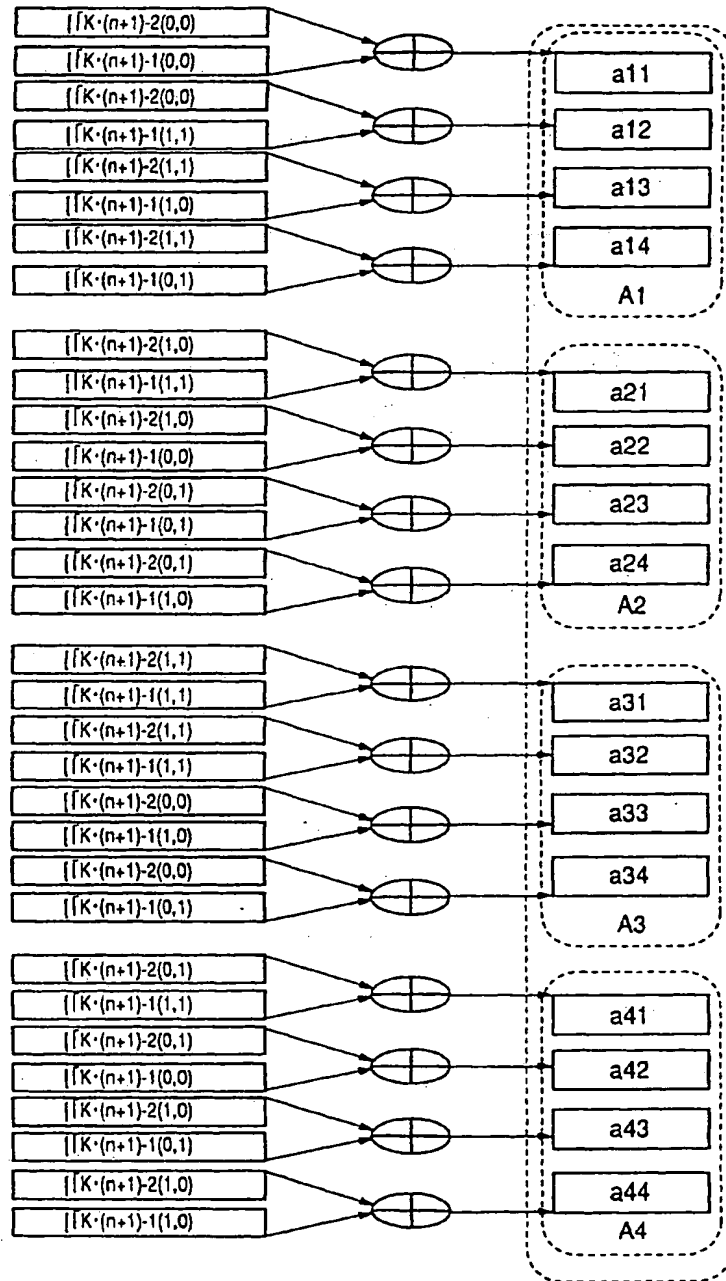 ⌈⌈K·(n+1)-2(0,0)
⌈⌈K·(n+1)-1(0,0)
a11
⌈⌈K·(n+1)-2(0,0)
⌈⌈K·(n+1)-1(1,1)
a12
⌈⌈K·(n+1)-2(1,1)
⌈⌈K·(n+1)-1(1,0)
a13
⌈⌈K·(n+1)-2(1,1)
⌈⌈K·(n+1)-1(0,1)
a14
A1
⌈⌈K·(n+1)-2(1,0)
⌈⌈K·(n+1)-1(1,1)
a21
⌈⌈K·(n+1)-2(1,0)
⌈⌈K·(n+1)-1(0,0)
a22
⌈⌈K·(n+1)-2(0,1)
⌈⌈K·(n+1)-1(0,1)
a23
⌈⌈K·(n+1)-2(0,1)
⌈⌈K·(n+1)-1(1,0)
a24
A2
⌈⌈K·(n+1)-2(1,1)
⌈⌈K·(n+1)-1(1,1)
a31
⌈⌈K·(n+1)-2(1,1)
⌈⌈K·(n+1)-1(1,1)
a32
⌈⌈K·(n+1)-2(0,0)
⌈⌈K·(n+1)-1(1,0)
a33
⌈⌈K·(n+1)-2(0,0)
⌈⌈K·(n+1)-1(0,1)
a34
A3
⌈⌈K·(n+1)-2(0,1)
⌈⌈K·(n+1)-1(1,1)
a41
⌈⌈K·(n+1)-2(0,1)
⌈⌈K·(n+1)-1(0,0)
a42
⌈⌈K·(n+1)-2(1,0)
⌈⌈K·(n+1)-1(0,1)
a43
⌈⌈K·(n+1)-2(1,0)
⌈⌈K·(n+1)-1(1,0)
a44
A4